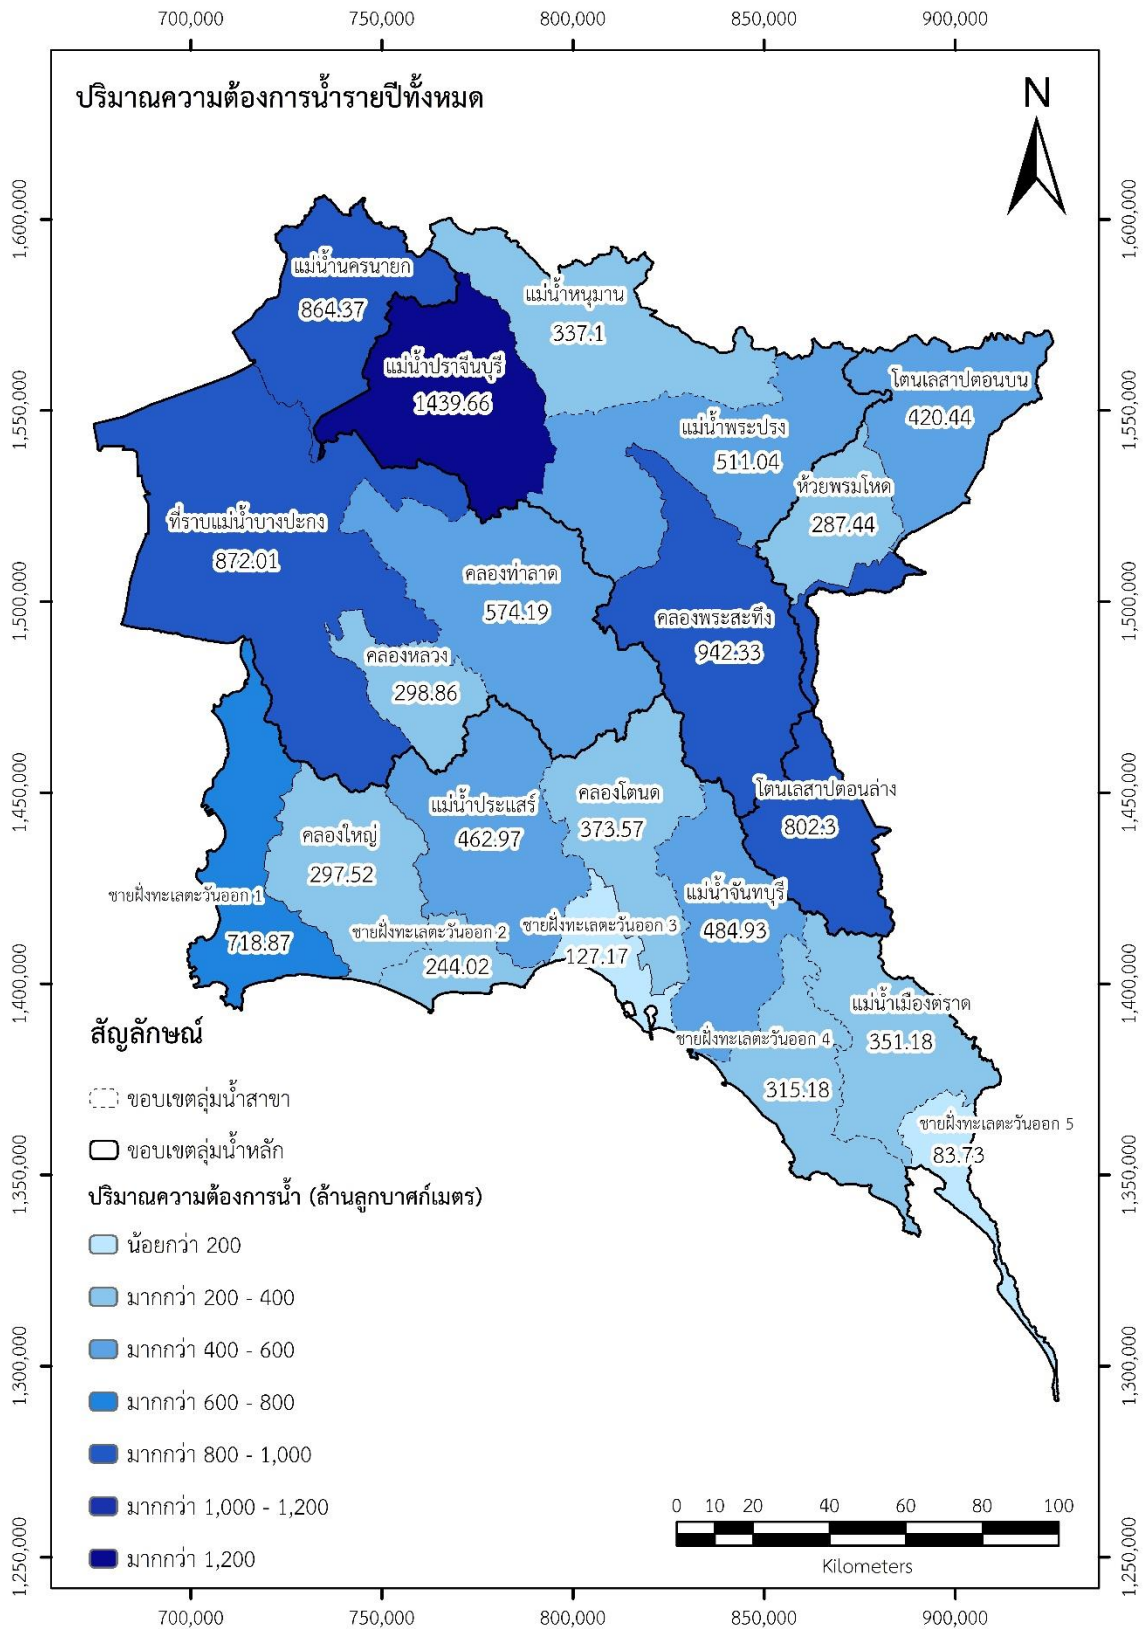 700,000 750,000 800,000 850,000 900,000
ปริมาณความต้องการน้ำรายปีทั้งหมด
N
1,600,000 1,600,000
แม่น้ำนครนายก
864.37
แม่น้ำหนุมาน
337.1
แม่น้ำปราจีนบุรี
1439.66
โตนเลสาปตอนบน
420.44
1,550,000 1,550,000
แม่น้ำพระปรง
511.04
ห้วยพรมโหด
287.44
ที่ราบแม่น้ำบางปะกง
872.01
คลองท่าลาด
574.19
1,500,000 1,500,000
คลองพระสะทึง
942.33
คลองหลวง
298.86
โตนเลสาปตอนล่าง
802.3
1,450,000 1,450,000
แม่น้ำประแสร์
462.97
คลองโตนด
373.57
คลองใหญ่
297.52
แม่น้ำจันทบุรี
484.93
ชายฝั่งทะเลตะวันออก 1
718.87
ชายฝั่งทะเลตะวันออก 2
244.02
ชายฝั่งทะเลตะวันออก 3
127.17
1,400,000 1,400,000
แม่น้ำเมืองตราด
351.18
ชายฝั่งทะเลตะวันออก 4
315.18
ชายฝั่งทะเลตะวันออก 5
83.73
สัญลักษณ์
ขอบเขตลุ่มน้ำสาขา
ขอบเขตลุ่มน้ำหลัก
1,350,000 1,350,000
ปริมาณความต้องการน้ำ (ล้านลูกบาศก์เมตร)
น้อยกว่า 200
มากกว่า 200 - 400
มากกว่า 400 - 600
1,300,000 1,300,000
มากกว่า 600 - 800
มากกว่า 800 - 1,000
มากกว่า 1,000 - 1,200
มากกว่า 1,200
0 10 20 40 60 80 100
Kilometers
1,250,000 1,250,000
700,000 750,000 800,000 850,000 900,000